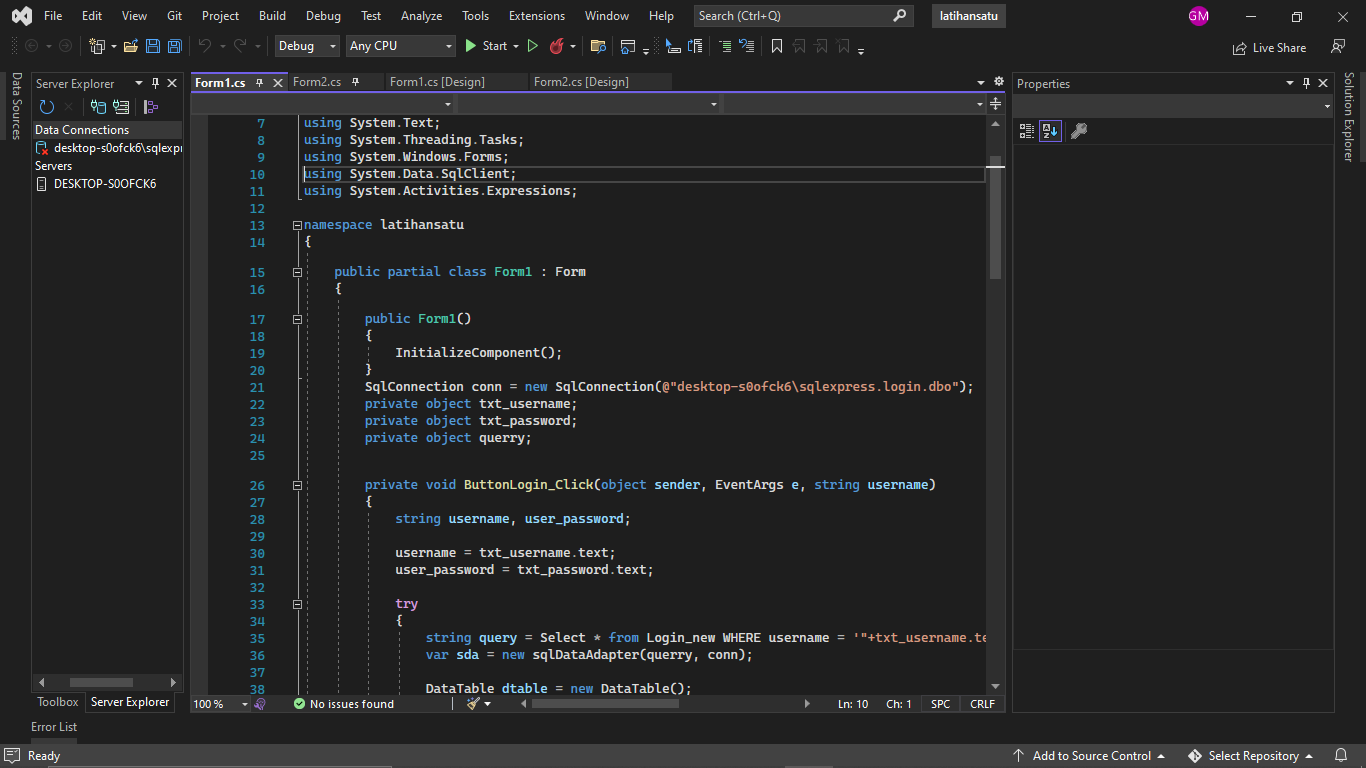 File Edit View Git Project Build Debug Test Analyze Tools Extensions Window Help Search (Ctrl+Q) latihansatu GM
Debug Any CPU Start Live Share
Data Sources
Server Explorer
Data Connections
desktop-s0ofck6\sqlexpr
Servers
DESKTOP-S0OFCK6
Toolbox Server Explorer
Form1.cs Form2.cs Form1.cs [Design] Form2.cs [Design]
7 using System.Text;
8 using System.Threading.Tasks;
9 using System.Windows.Forms;
10 using System.Data.SqlClient;
11 using System.Activities.Expressions;
12
13 namespace latihansatu
14 {
15 public partial class Form1 : Form
16 {
17 public Form1()
18 {
19 InitializeComponent();
20 }
21 SqlConnection conn = new SqlConnection(@"desktop-s0ofck6\sqlexpress.login.dbo");
22 private object txt_username;
23 private object txt_password;
24 private object querry;
25
26 private void ButtonLogin_Click(object sender, EventArgs e, string username)
27 {
28 string username, user_password;
29
30 username = txt_username.text;
31 user_password = txt_password.text;
32
33 try
34 {
35 string query = Select * from Login_new WHERE username = '"+txt_username.te
36 var sda = new sqlDataAdapter(querry, conn);
37
38 DataTable dtable = new DataTable();
100 % No issues found Ln: 10 Ch: 1 SPC CRLF
Properties
Solution Explorer
Error List
Ready Add to Source Control Select Repository